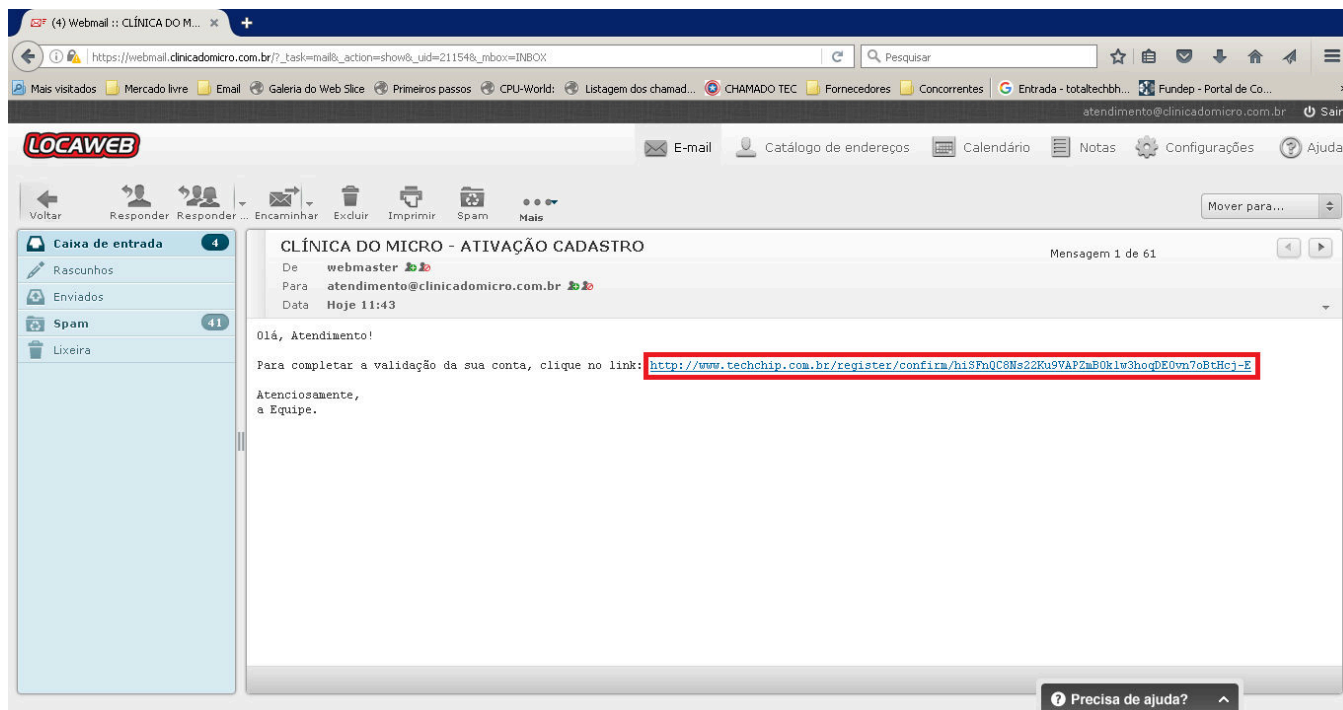 (4) Webmail :: CLÍNICA DO M...
https://webmail.clinicadomicro.com.br/?_task=mail&_action=show&_uid=21154&_mbox=INBOX
Pesquisar
Mais visitados Mercado livre Email Galeria do Web Slice Primeiros passos CPU-World: Listagem dos chamad... CHAMADO TEC Fornecedores Concorrentes Entrada - totaltechbh... Fundep - Portal de Co...
atendimento@clinicadomicro.com.br Sair
LOCAWEB
E-mail Catálogo de endereços Calendário Notas Configurações Ajuda
Voltar Responder Responder ... Encaminhar Excluir Imprimir Spam Mais
Mover para...
Caixa de entrada 4
Rascunhos
Enviados
Spam 41
Lixeira
CLÍNICA DO MICRO - ATIVAÇÃO CADASTRO
Mensagem 1 de 61
De webmaster
Para atendimento@clinicadomicro.com.br
Data Hoje 11:43
Olá, Atendimento!
Para completar a validação da sua conta, clique no link: http://www.techchip.com.br/register/confirm/hiSFnQC8Ns22Ku9VAPZmB0klw3hoqDE0vn7oBtHcj-E
Atenciosamente,
a Equipe.
Precisa de ajuda?